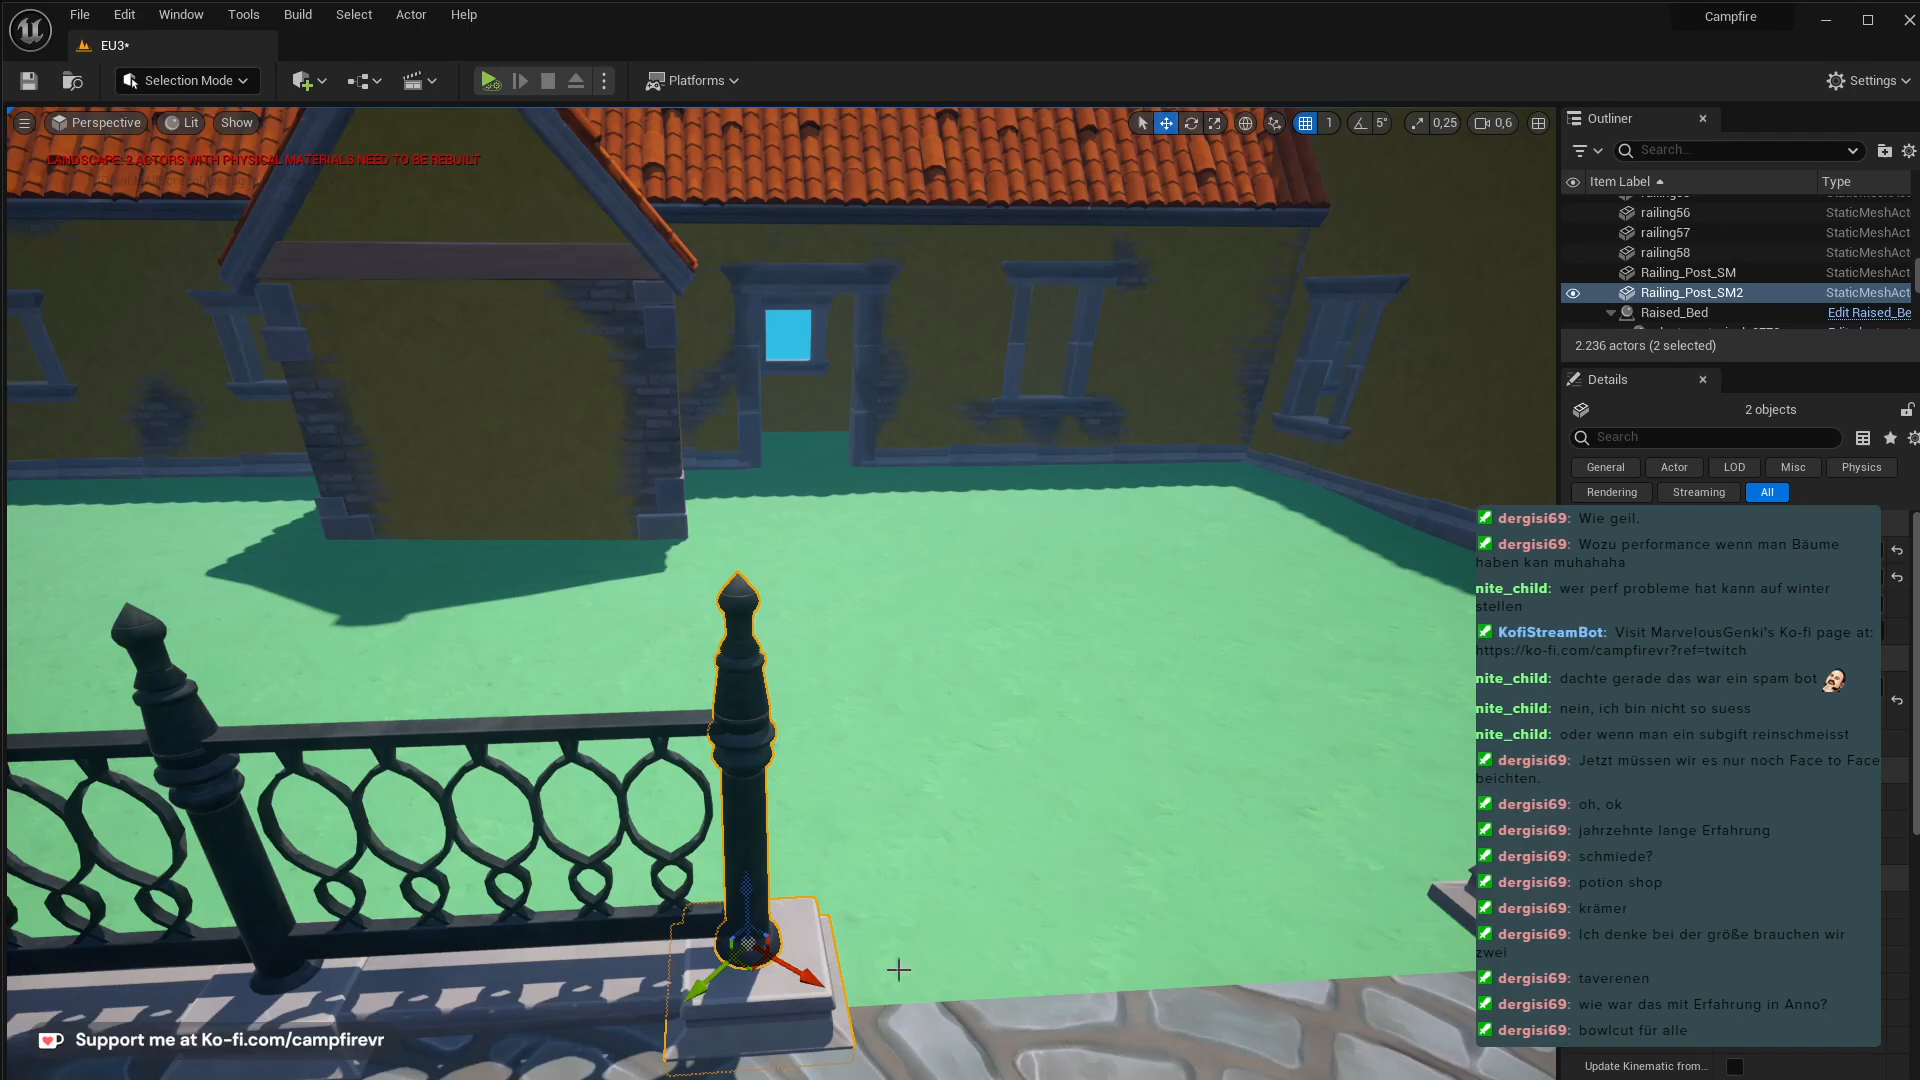 File Edit Window Tools Build Select Actor Help
Campfire
EU3*
Selection Mode
Platforms
Settings
Perspective Lit Show
1 5° 0,25 0,6
LANDSCAPE: 2 ACTORS WITH PHYSICAL MATERIALS NEED TO BE REBUILT
Outliner
Search...
Item Label Type
railing56 StaticMeshAct
railing57 StaticMeshAct
railing58 StaticMeshAct
Railing_Post_SM StaticMeshAct
Railing_Post_SM2 StaticMeshAct
Raised_Bed Edit Raised_Be
2.236 actors (2 selected)
Details
2 objects
Search
General Actor LOD Misc Physics
Rendering Streaming All
dergisi69: Wie geil.
dergisi69: Wozu performance wenn man Bäume
haben kan muhahaha
nite_child: wer perf probleme hat kann auf winter
stellen
KofiStreamBot: Visit MarvelousGenki's Ko-fi page at:
https://ko-fi.com/campfirevr?ref=twitch
nite_child: dachte gerade das war ein spam bot
nite_child: nein, ich bin nicht so suess
nite_child: oder wenn man ein subgift reinschmeisst
dergisi69: Jetzt müssen wir es nur noch Face to Face
beichten.
dergisi69: oh, ok
dergisi69: jahrzehnte lange Erfahrung
dergisi69: schmiede?
dergisi69: potion shop
dergisi69: krämer
dergisi69: Ich denke bei der größe brauchen wir
zwei
dergisi69: taverenen
dergisi69: wie war das mit Erfahrung in Anno?
dergisi69: bowlcut für alle
Support me at Ko-fi.com/campfirevr
Update Kinematic from...